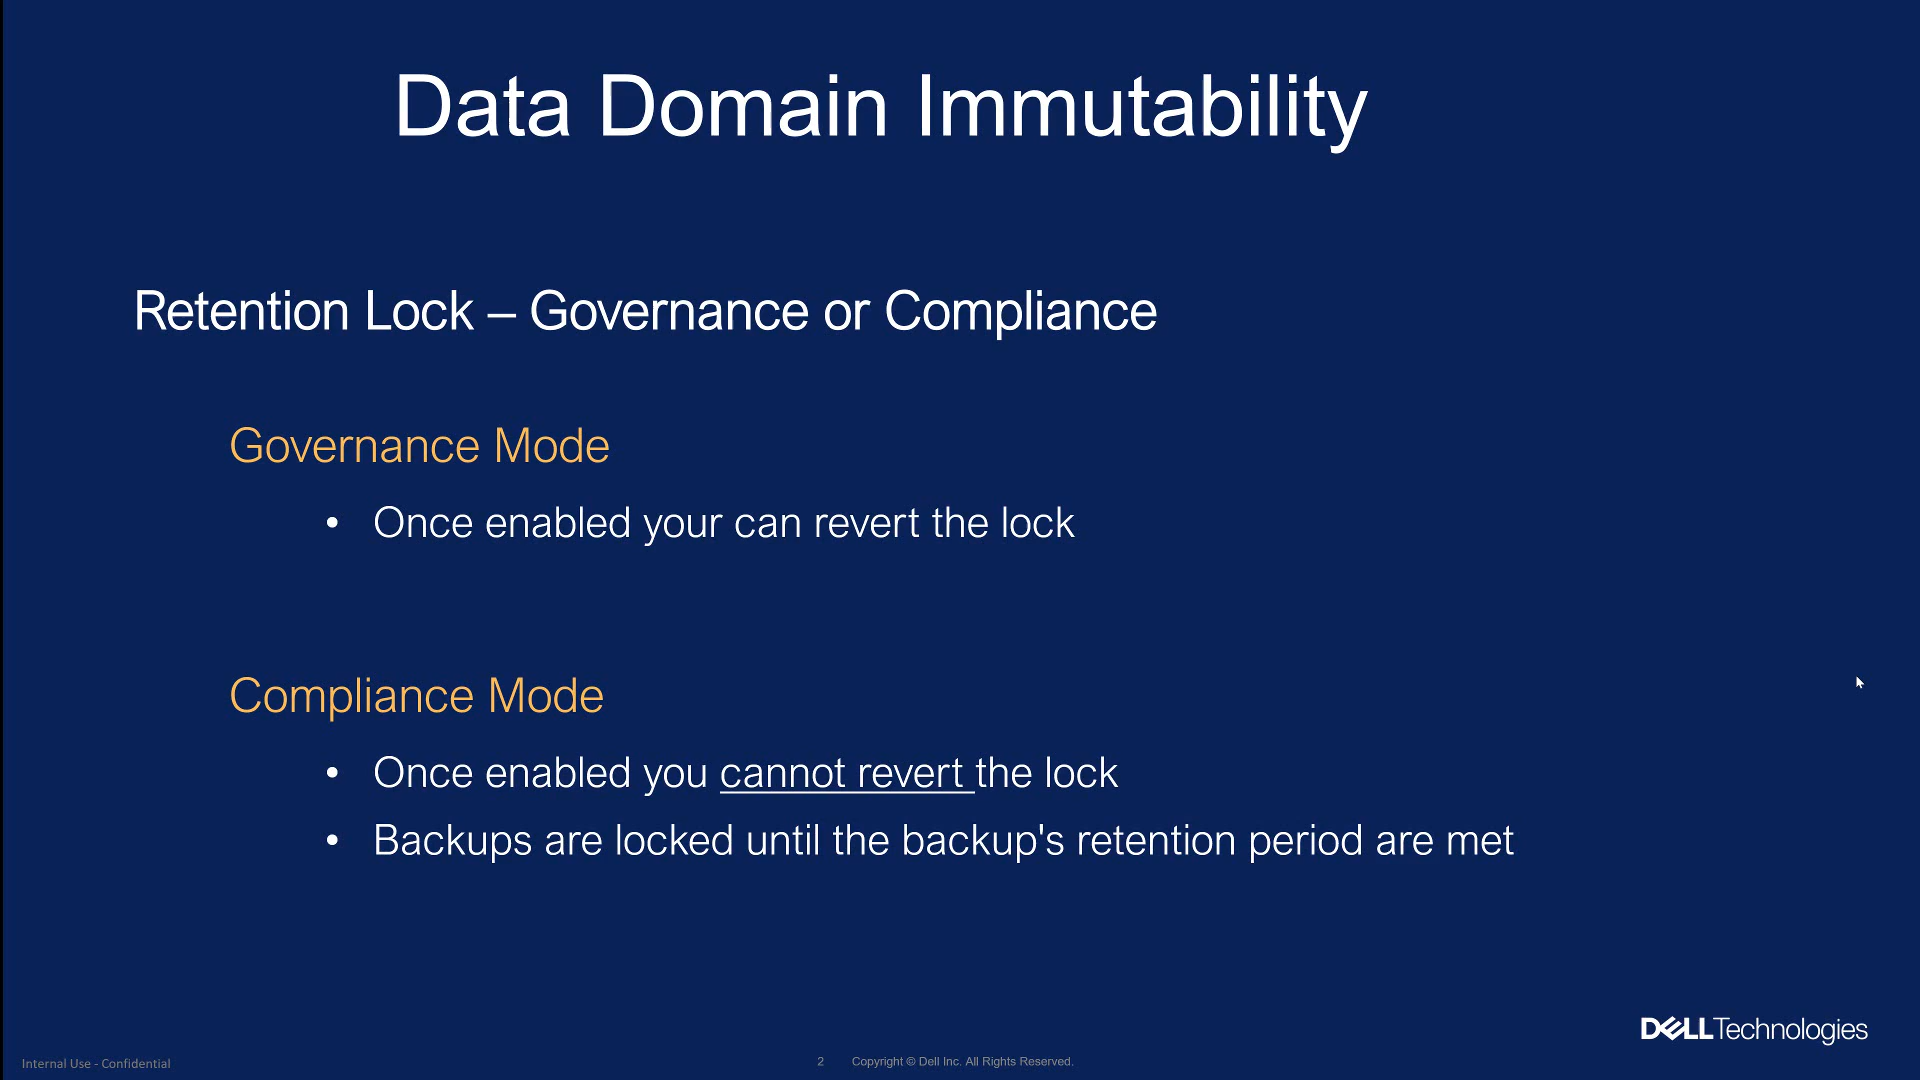 Data Domain Immutability
Retention Lock – Governance or Compliance
Governance Mode
• Once enabled your can revert the lock
Compliance Mode
• Once enabled you cannot revert the lock
• Backups are locked until the backup's retention period are met
DELLTechnologies
Internal Use - Confidential
2 Copyright © Dell Inc. All Rights Reserved.